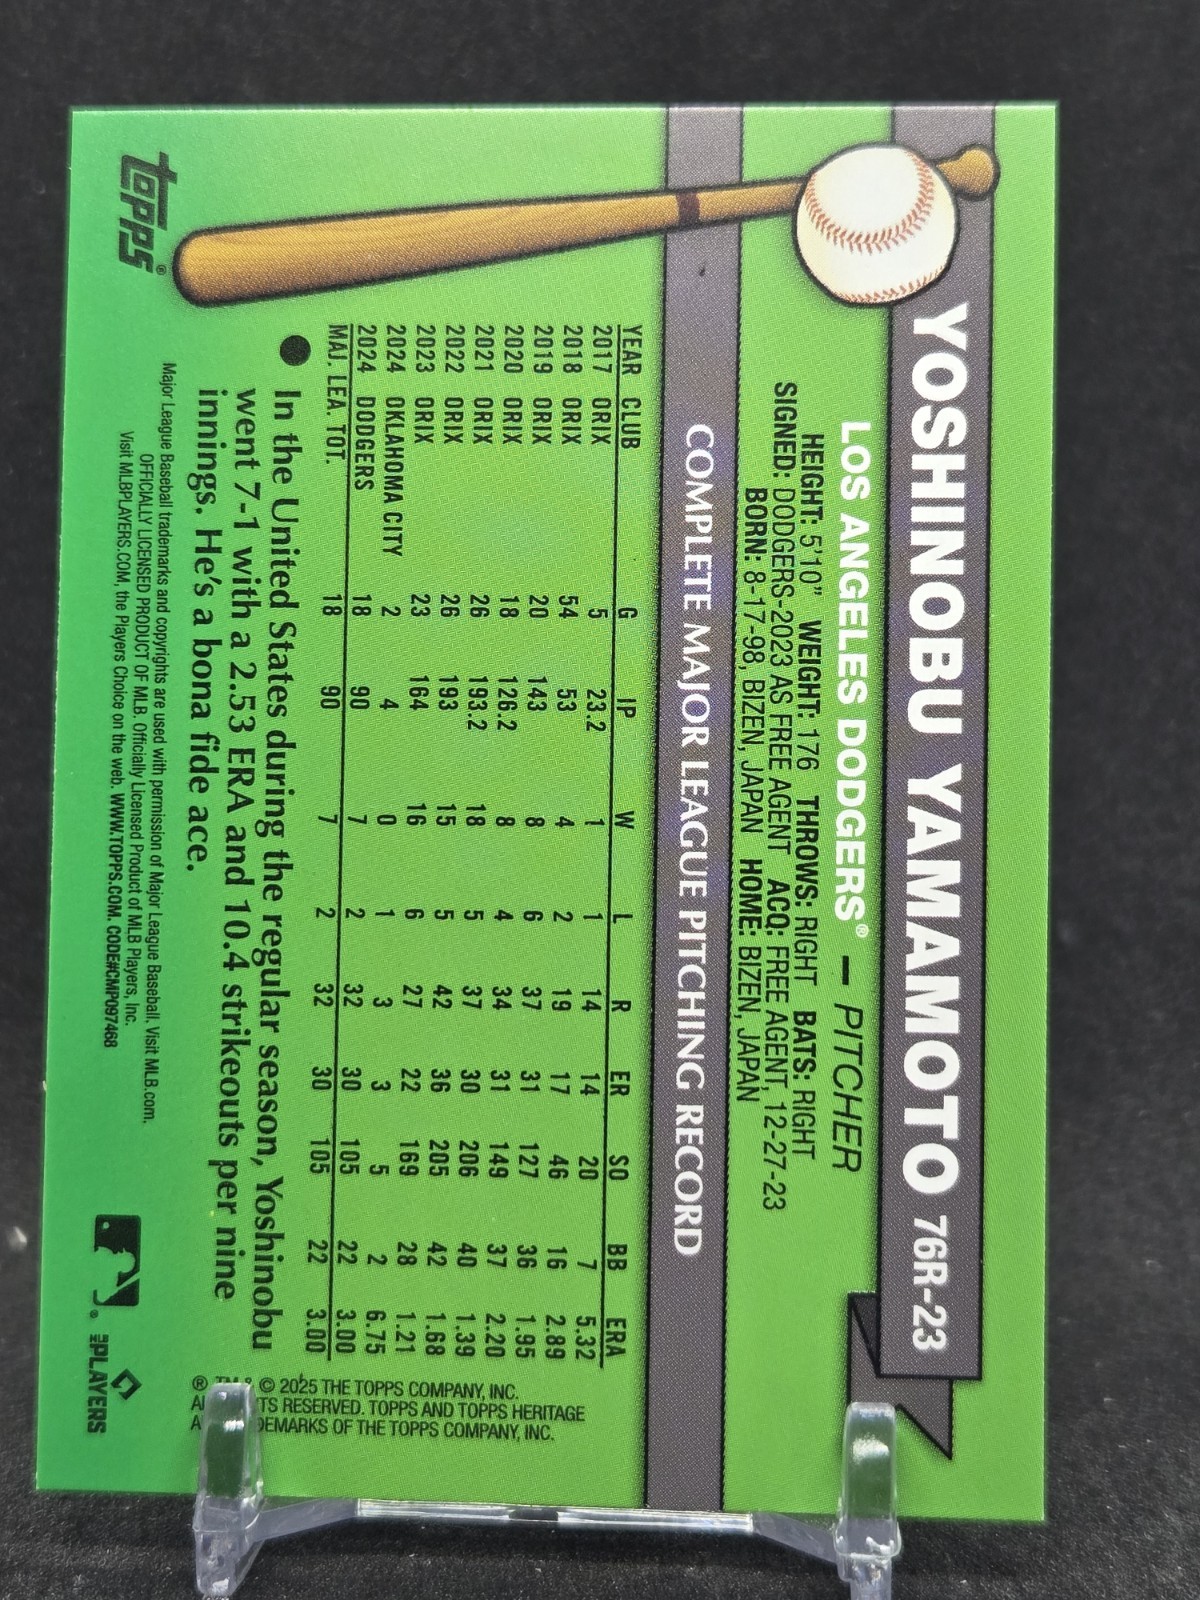 YOSHINOBU YAMAMOTO 76R-23
LOS ANGELES DODGERS® — PITCHER
HEIGHT: 5'10" WEIGHT: 176 THROWS: RIGHT BATS: RIGHT
SIGNED: DODGERS-2023 AS FREE AGENT ACQ: FREE AGENT, 12-27-23
BORN: 8-17-98, BIZEN, JAPAN HOME: BIZEN, JAPAN
COMPLETE MAJOR LEAGUE PITCHING RECORD
YEAR CLUB G IP W L R ER SO BB ERA
2017 ORIX 5 23.2 1 1 14 14 20 7 5.32
2018 ORIX 54 53 4 2 19 17 46 16 2.89
2019 ORIX 20 143 8 6 37 31 127 36 1.95
2020 ORIX 18 126.2 8 4 34 31 149 37 2.20
2021 ORIX 26 193.2 18 5 37 30 206 40 1.39
2022 ORIX 26 193 15 5 42 36 205 42 1.68
2023 ORIX 23 164 16 6 27 22 169 28 1.21
2024 OKLAHOMA CITY 2 4 0 1 3 3 5 2 6.75
2024 DODGERS 18 90 7 2 32 30 105 22 3.00
MAJ. LEA. TOT. 18 90 7 2 32 30 105 22 3.00
● In the United States during the regular season, Yoshinobu
went 7-1 with a 2.53 ERA and 10.4 strikeouts per nine
innings. He's a bona fide ace.
topps®
Major League Baseball trademarks and copyrights are used with permission of Major League Baseball. Visit MLB.com.
OFFICIALLY LICENSED PRODUCT OF MLB. Officially Licensed Product of MLB Players, Inc.
Visit MLBPLAYERS.COM, the Players Choice on the web. WWW.TOPPS.COM. CODE#CMP097468
®
MLB PLAYERS
® TM & © 2025 THE TOPPS COMPANY, INC.
TS RESERVED. TOPPS AND TOPPS HERITAGE
DEMARKS OF THE TOPPS COMPANY, INC.